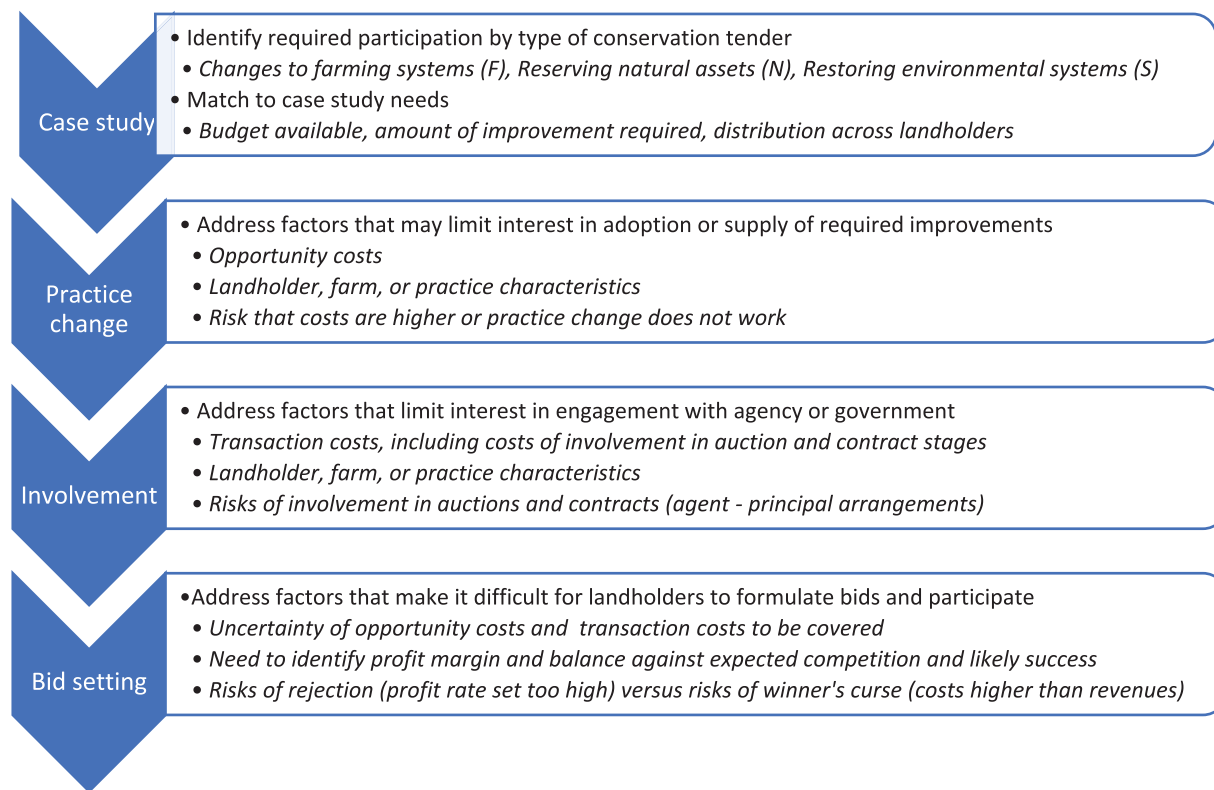 Case study
• Identify required participation by type of conservation tender
• Changes to farming systems (F), Reserving natural assets (N), Restoring environmental systems (S)
• Match to case study needs
• Budget available, amount of improvement required, distribution across landholders
Practice
change
• Address factors that may limit interest in adoption or supply of required improvements
• Opportunity costs
• Landholder, farm, or practice characteristics
• Risk that costs are higher or practice change does not work
Involvement
• Address factors that limit interest in engagement with agency or government
• Transaction costs, including costs of involvement in auction and contract stages
• Landholder, farm, or practice characteristics
• Risks of involvement in auctions and contracts (agent - principal arrangements)
Bid setting
•Address factors that make it difficult for landholders to formulate bids and participate
• Uncertainty of opportunity costs and  transaction costs to be covered
• Need to identify profit margin and balance against expected competition and likely success
• Risks of rejection (profit rate set too high) versus risks of winner's curse (costs higher than revenues)